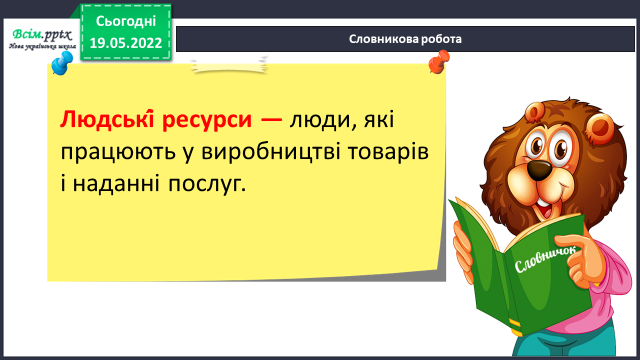 Всім.pptx
Нова українська школа
Сьогодні
19.05.2022
Словникова робота
Людські́ ресурси — люди, які
працюють у виробництві товарів
і наданні послуг.
Словничок